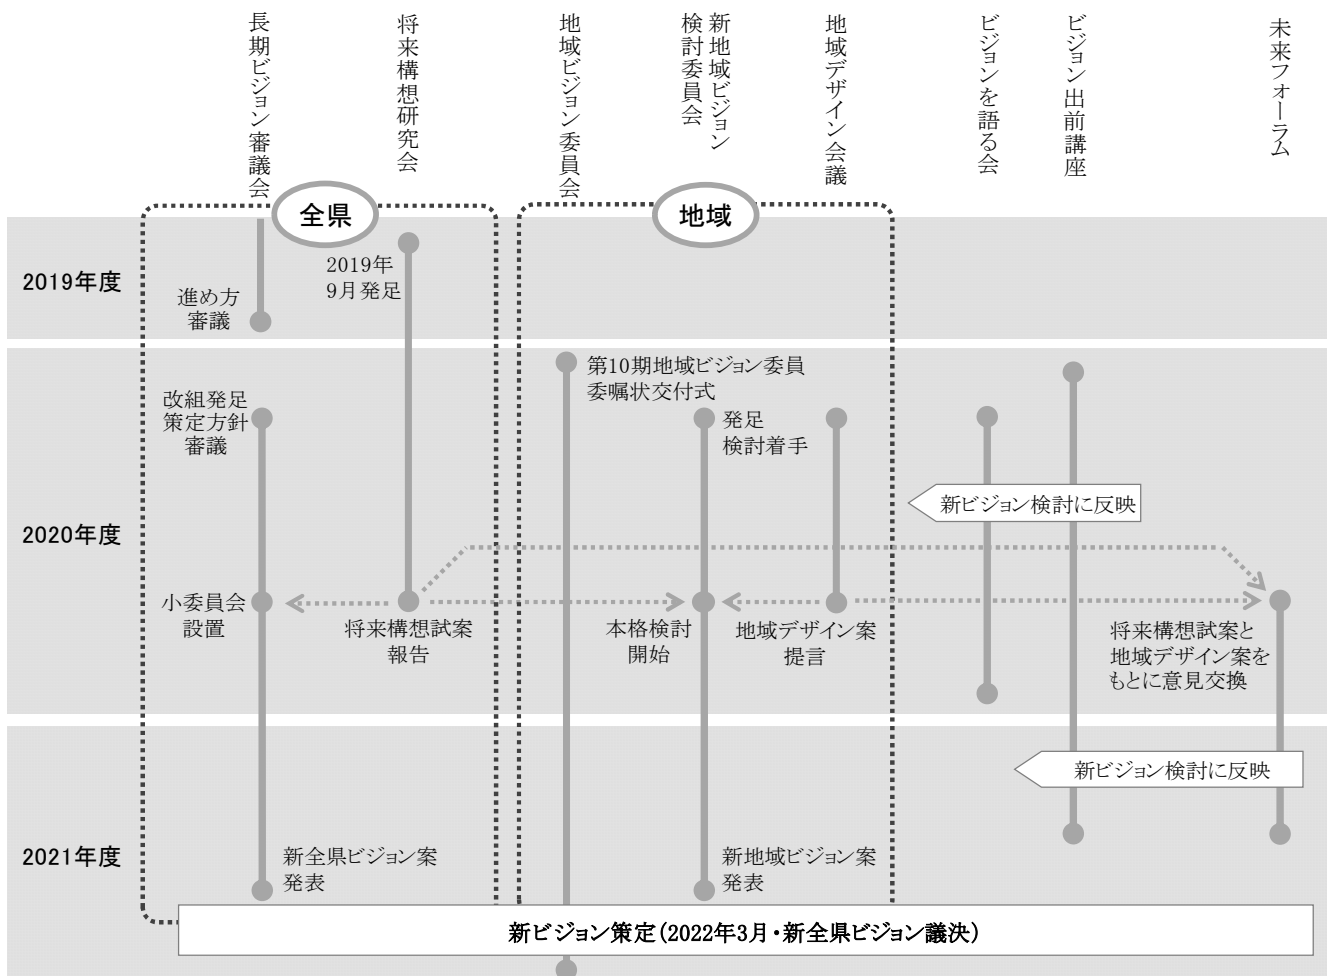 長期ビジョン審議会
将来構想研究会
地域ビジョン委員会
新地域ビジョン
検討委員会
地域デザイン会議
ビジョンを語る会
ビジョン出前講座
未来フォーラム
全県
地域
2019年度
2019年
9月発足
進め方
審議
2020年度
第10期地域ビジョン委員
委嘱状交付式
改組発足
策定方針
審議
発足
検討着手
新ビジョン検討に反映
小委員会
設置
将来構想試案
報告
本格検討
開始
地域デザイン案
提言
将来構想試案と
地域デザイン案を
もとに意見交換
2021年度
新ビジョン検討に反映
新全県ビジョン案
発表
新地域ビジョン案
発表
新ビジョン策定(2022年3月・新全県ビジョン議決)